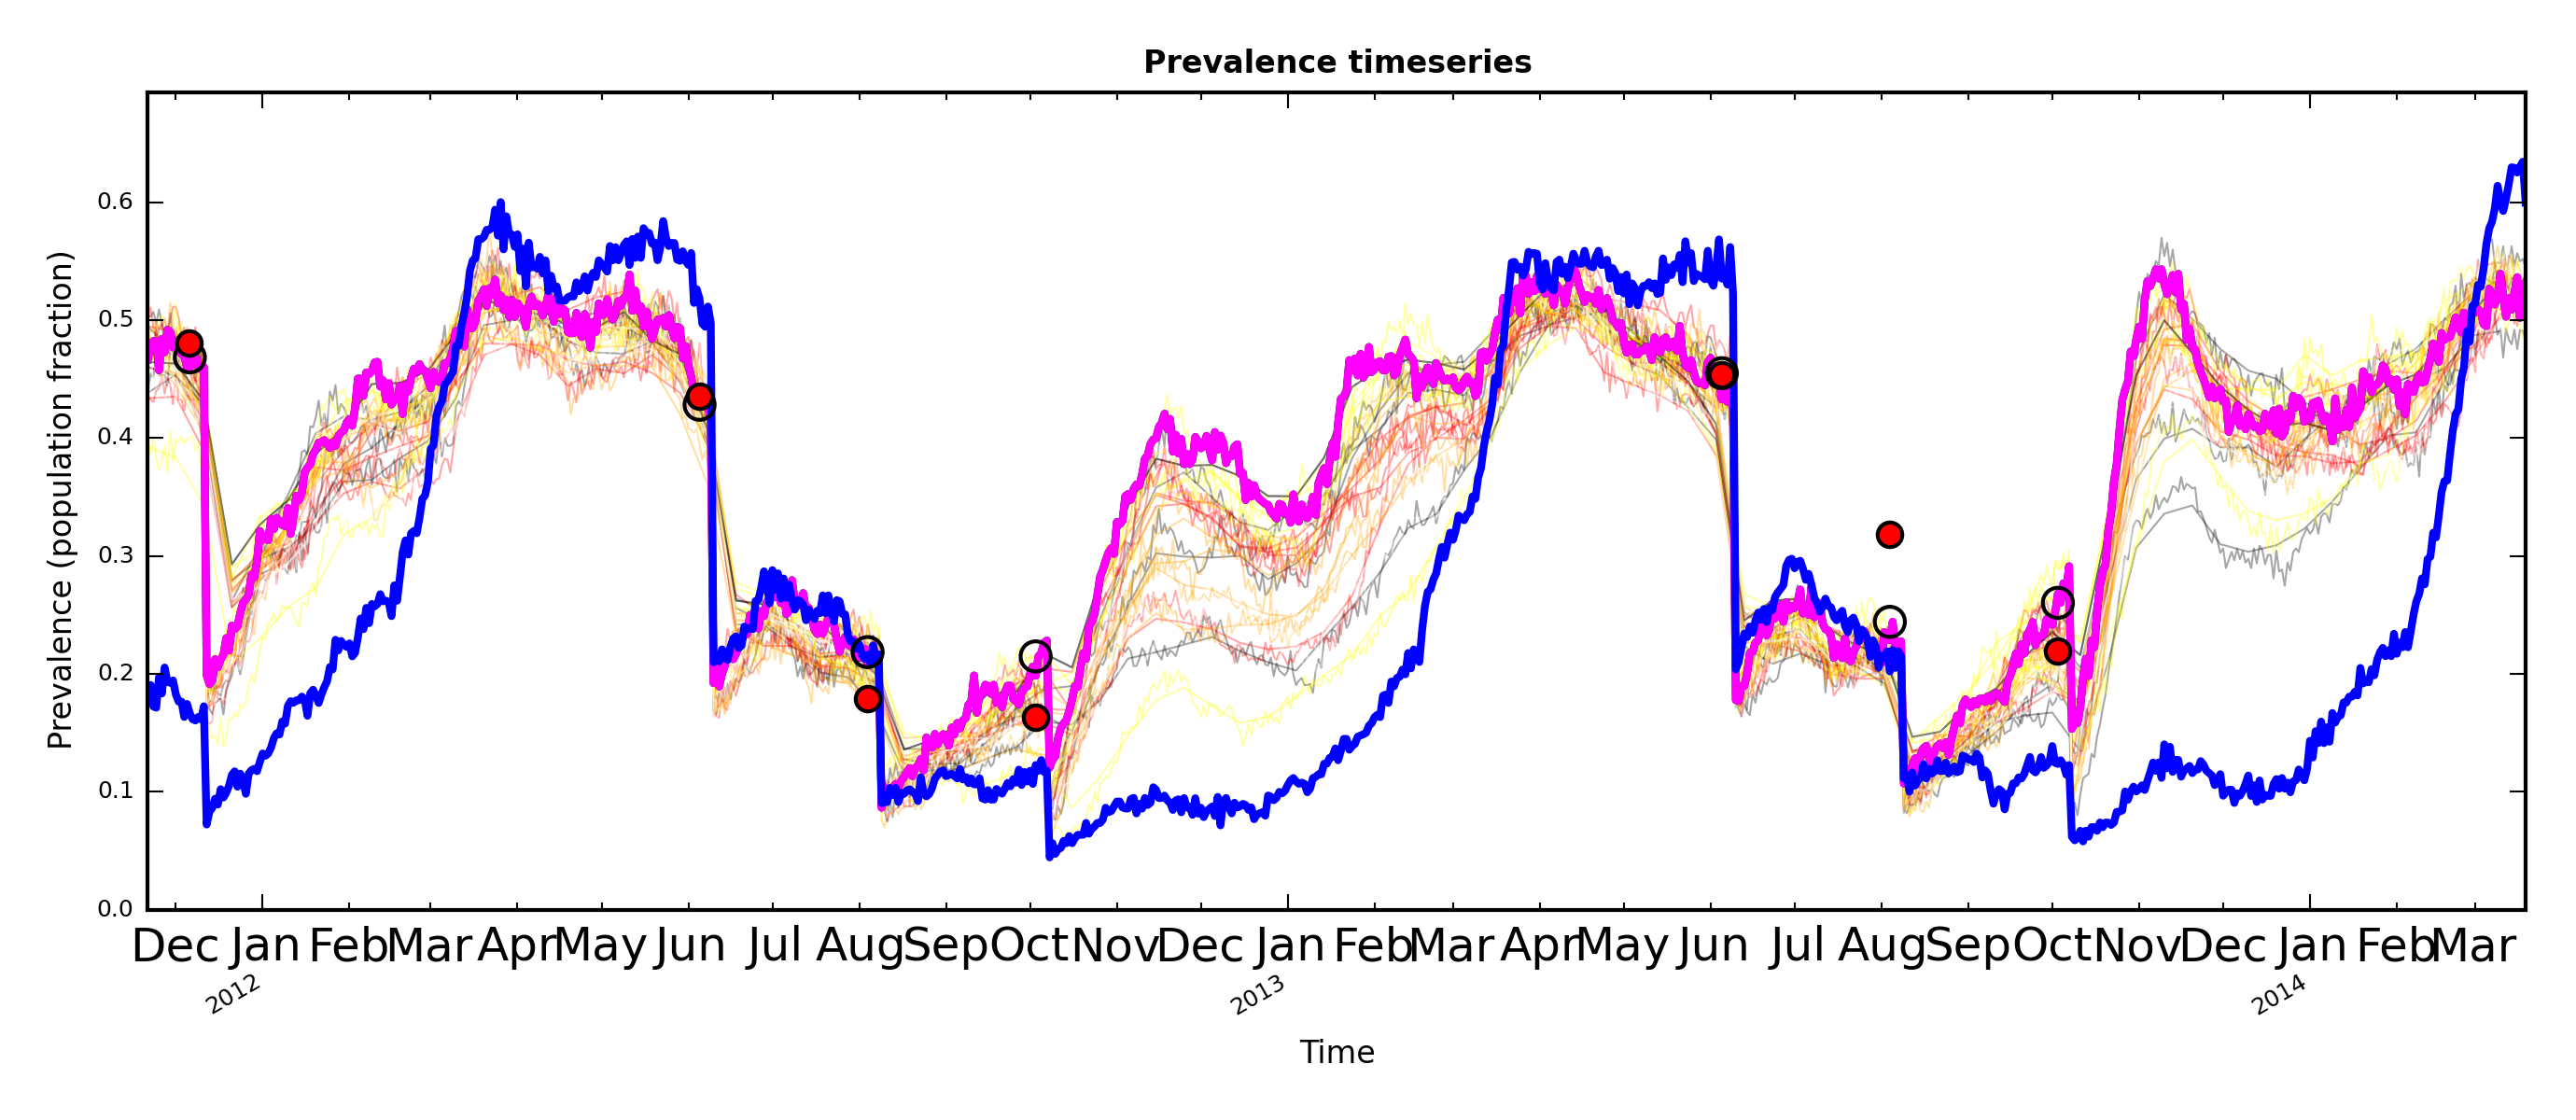 Prevalence timeseries
Prevalence (population fraction)
0.6
0.5
0.4
0.3
0.2
0.1
0.0
Dec Jan Feb Mar Apr May Jun Jul Aug Sep Oct Nov Dec Jan Feb Mar Apr May Jun Jul Aug Sep Oct Nov Dec Jan Feb Mar
2012 2013 2014
Time